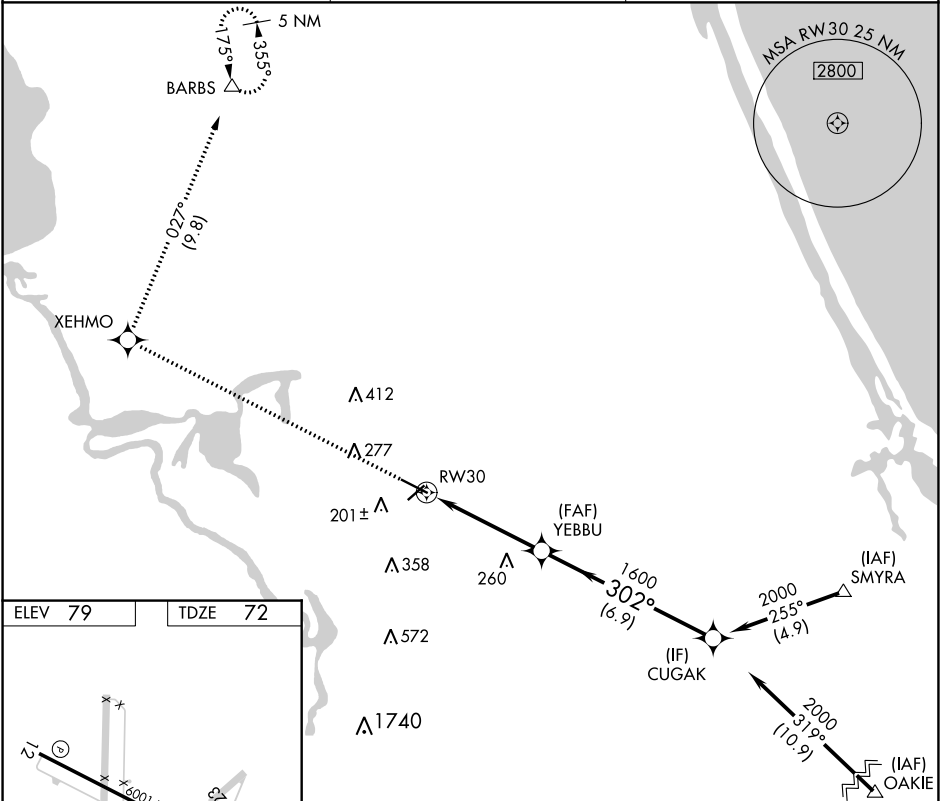 5 NM
175°
355°
BARBS
MSA RW30 25 NM
2800
027°
(9.8)
XEHMO
412
277
RW30
201±
(FAF)
YEBBU
358
260
1600
302°
(6.9)
(IAF)
SMYRA
2000
255°
(4.9)
ELEV 79
TDZE 72
572
(IF)
CUGAK
1740
2000
319°
(10.9)
(IAF)
OAKIE
X
X
12
P
X
X
6001
23